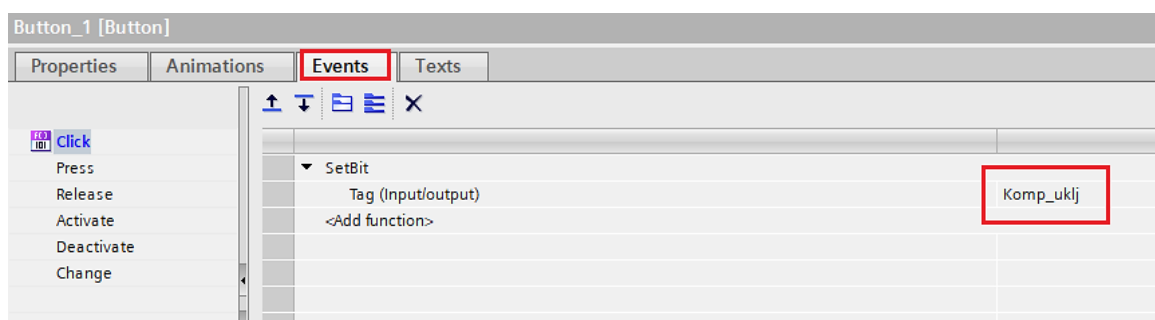 Button_1 [Button]
Properties Animations Events Texts
Click
Press
Release
Activate
Deactivate
Change
SetBit
Tag (Input/output) Komp_uklj
<Add function>